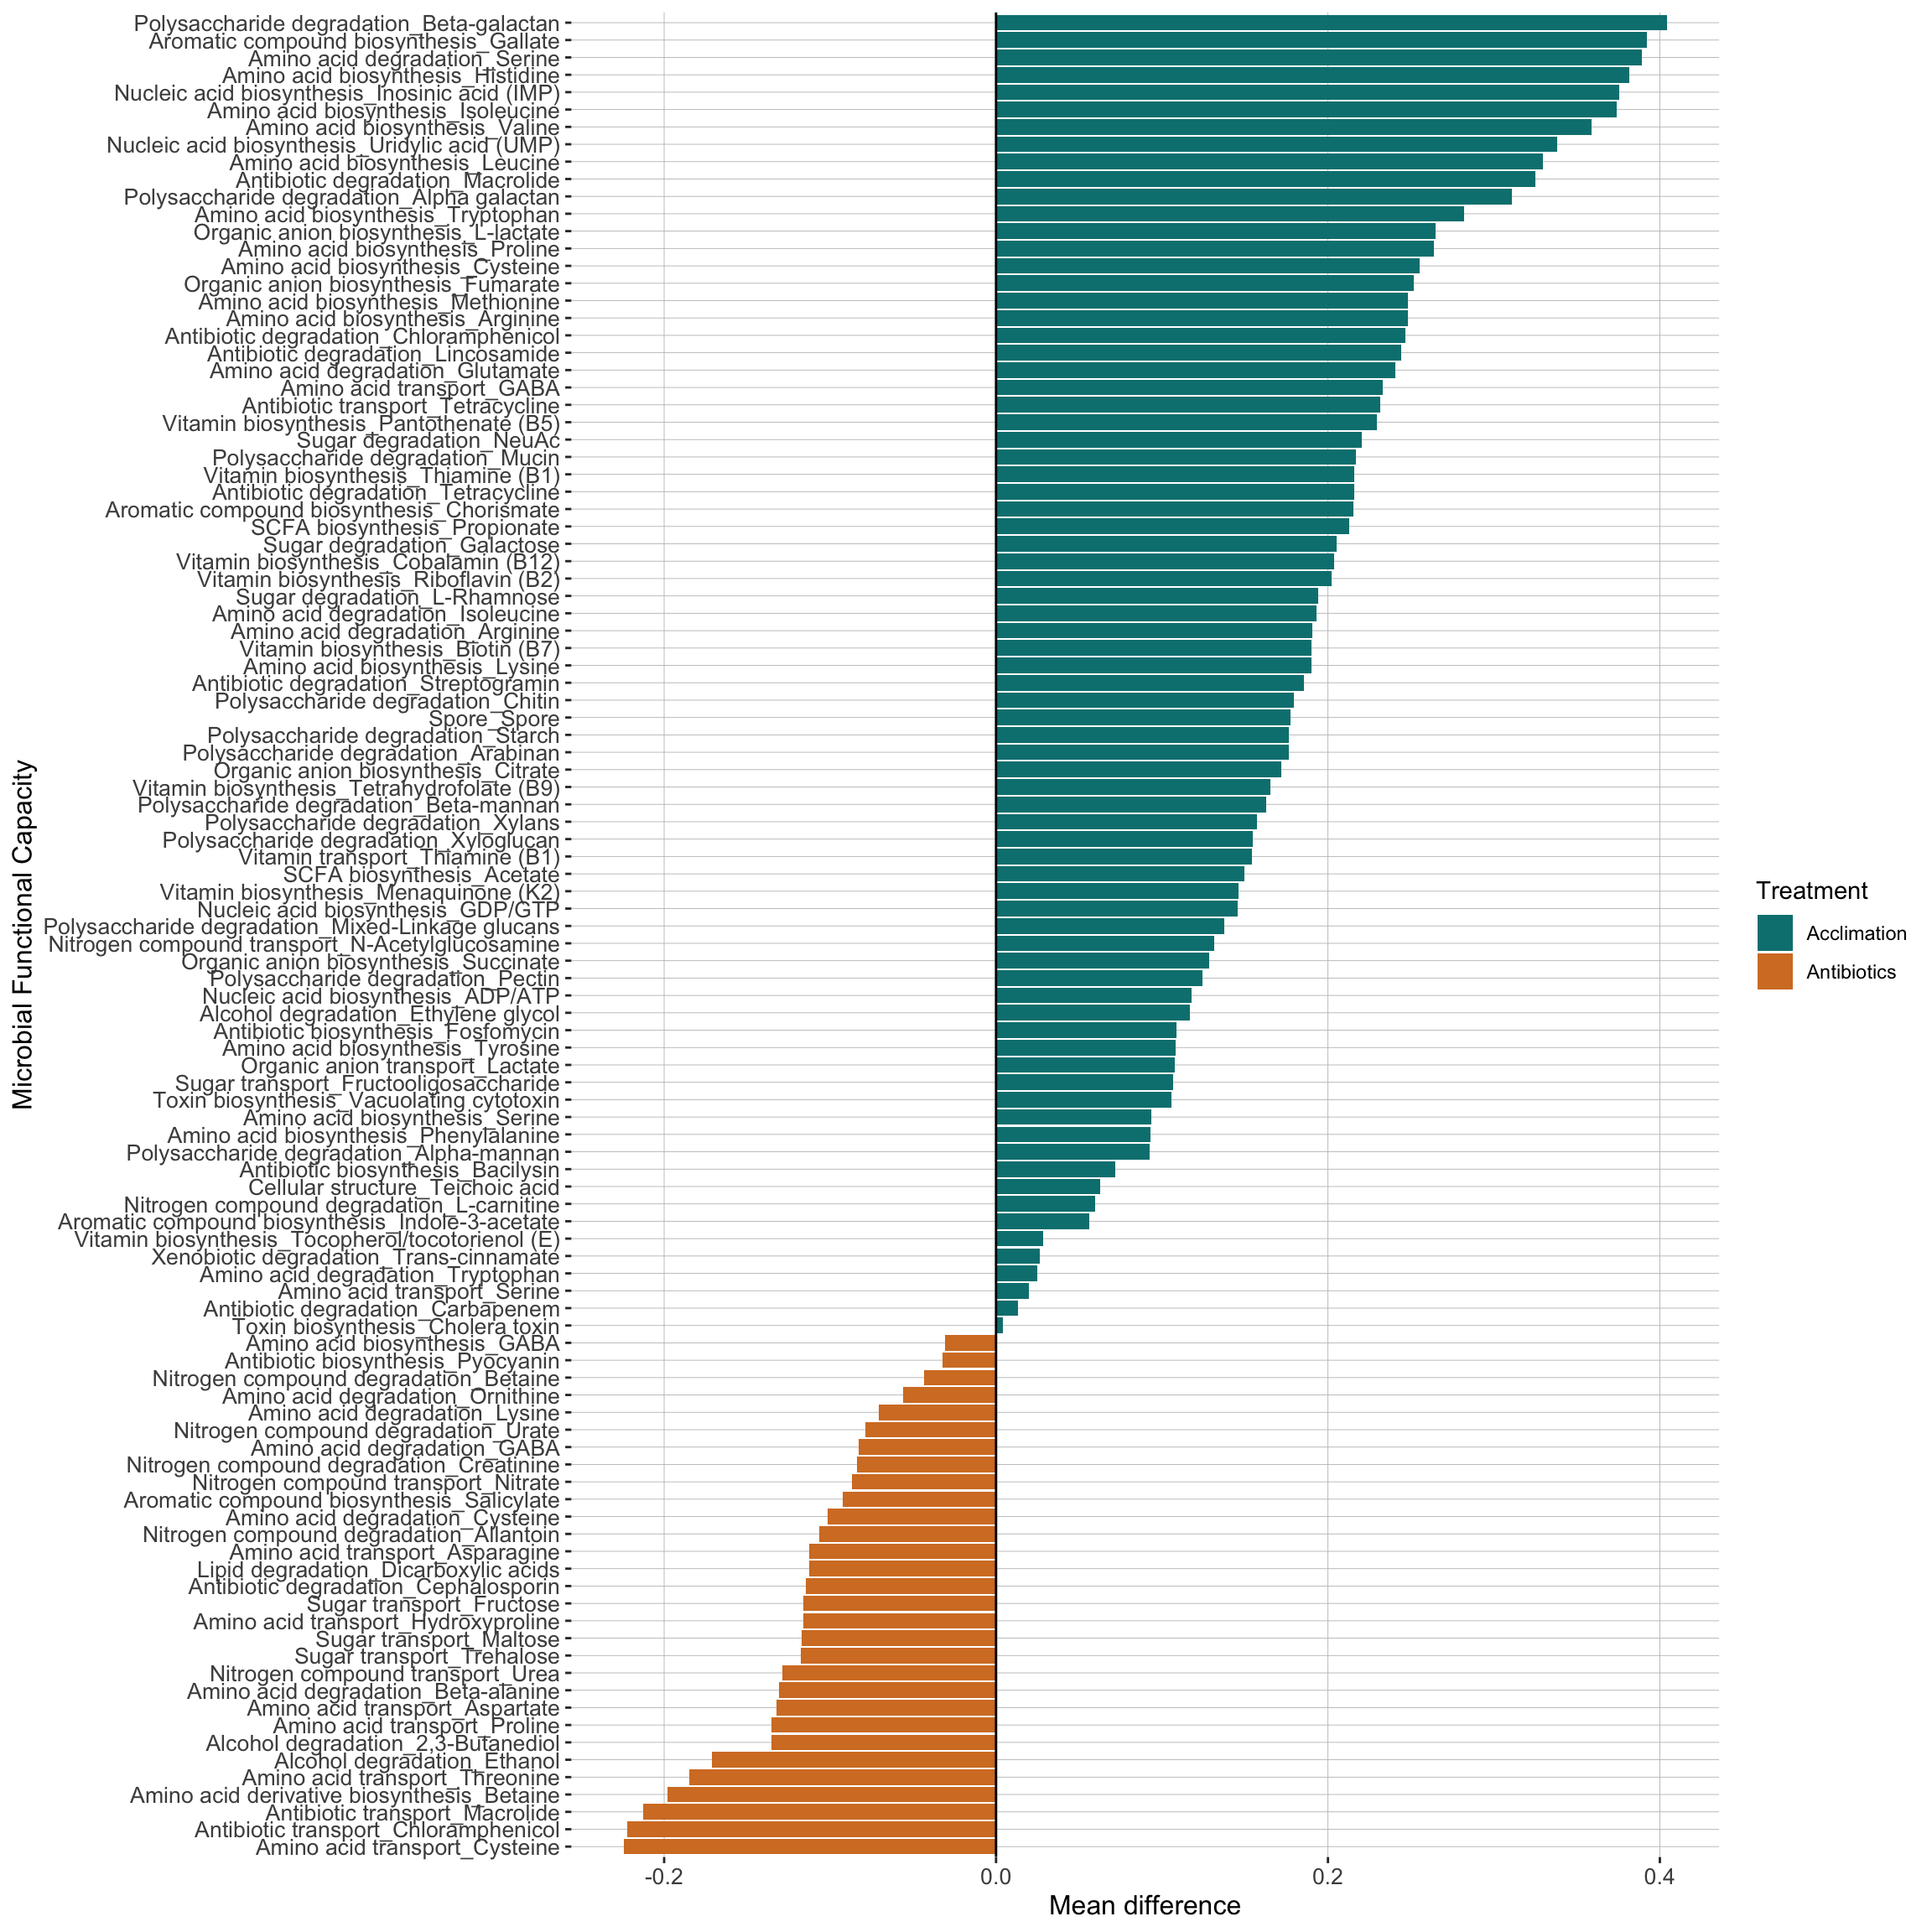 Polysaccharide degradation_Beta-galactan
Aromatic compound biosynthesis_Gallate
Amino acid degradation_Serine
Amino acid biosynthesis_Histidine
Nucleic acid biosynthesis_Inosinic acid (IMP)
Amino acid biosynthesis_Isoleucine
Amino acid biosynthesis_Valine
Nucleic acid biosynthesis_Uridylic acid (UMP)
Amino acid biosynthesis_Leucine
Antibiotic degradation_Macrolide
Polysaccharide degradation_Alpha galactan
Amino acid biosynthesis_Tryptophan
Organic anion biosynthesis_L-lactate
Amino acid biosynthesis_Proline
Amino acid biosynthesis_Cysteine
Organic anion biosynthesis_Fumarate
Amino acid biosynthesis_Methionine
Amino acid biosynthesis_Arginine
Antibiotic degradation_Chloramphenicol
Antibiotic degradation_Lincosamide
Amino acid degradation_Glutamate
Amino acid transport_GABA
Antibiotic transport_Tetracycline
Vitamin biosynthesis_Pantothenate (B5)
Sugar degradation_NeuAc
Polysaccharide degradation_Mucin
Vitamin biosynthesis_Thiamine (B1)
Antibiotic degradation_Tetracycline
Aromatic compound biosynthesis_Chorismate
SCFA biosynthesis_Propionate
Sugar degradation_Galactose
Vitamin biosynthesis_Cobalamin (B12)
Vitamin biosynthesis_Riboflavin (B2)
Sugar degradation_L-Rhamnose
Amino acid degradation_Isoleucine
Amino acid degradation_Arginine
Vitamin biosynthesis_Biotin (B7)
Amino acid biosynthesis_Lysine
Antibiotic degradation_Streptogramin
Polysaccharide degradation_Chitin
Spore_Spore
Polysaccharide degradation_Starch
Polysaccharide degradation_Arabinan
Organic anion biosynthesis_Citrate
Vitamin biosynthesis_Tetrahydrofolate (B9)
Polysaccharide degradation_Beta-mannan
Polysaccharide degradation_Xylans
Polysaccharide degradation_Xyloglucan
Vitamin transport_Thiamine (B1)
SCFA biosynthesis_Acetate
Vitamin biosynthesis_Menaquinone (K2)
Nucleic acid biosynthesis_GDP/GTP
Polysaccharide degradation_Mixed-Linkage glucans
Nitrogen compound transport_N-Acetylglucosamine
Organic anion biosynthesis_Succinate
Polysaccharide degradation_Pectin
Nucleic acid biosynthesis_ADP/ATP
Alcohol degradation_Ethylene glycol
Antibiotic biosynthesis_Fosfomycin
Amino acid biosynthesis_Tyrosine
Organic anion transport_Lactate
Sugar transport_Fructooligosaccharide
Toxin biosynthesis_Vacuolating cytotoxin
Amino acid biosynthesis_Serine
Amino acid biosynthesis_Phenylalanine
Polysaccharide degradation_Alpha-mannan
Antibiotic biosynthesis_Bacilysin
Cellular structure_Teichoic acid
Nitrogen compound degradation_L-carnitine
Aromatic compound biosynthesis_Indole-3-acetate
Vitamin biosynthesis_Tocopherol/tocotorienol (E)
Xenobiotic degradation_Trans-cinnamate
Amino acid degradation_Tryptophan
Amino acid transport_Serine
Antibiotic degradation_Carbapenem
Toxin biosynthesis_Cholera toxin
Amino acid biosynthesis_GABA
Antibiotic biosynthesis_Pyocyanin
Nitrogen compound degradation_Betaine
Amino acid degradation_Ornithine
Amino acid degradation_Lysine
Nitrogen compound degradation_Urate
Amino acid degradation_GABA
Nitrogen compound degradation_Creatinine
Nitrogen compound transport_Nitrate
Aromatic compound biosynthesis_Salicylate
Amino acid degradation_Cysteine
Nitrogen compound degradation_Allantoin
Amino acid transport_Asparagine
Lipid degradation_Dicarboxylic acids
Antibiotic degradation_Cephalosporin
Sugar transport_Fructose
Amino acid transport_Hydroxyproline
Sugar transport_Maltose
Sugar transport_Trehalose
Nitrogen compound transport_Urea
Amino acid degradation_Beta-alanine
Amino acid transport_Aspartate
Amino acid transport_Proline
Alcohol degradation_2,3-Butanediol
Alcohol degradation_Ethanol
Amino acid transport_Threonine
Amino acid derivative biosynthesis_Betaine
Antibiotic transport_Macrolide
Antibiotic transport_Chloramphenicol
Amino acid transport_Cysteine
-0.2
0.0
0.2
0.4
Mean difference
Microbial Functional Capacity
Treatment
Acclimation
Antibiotics